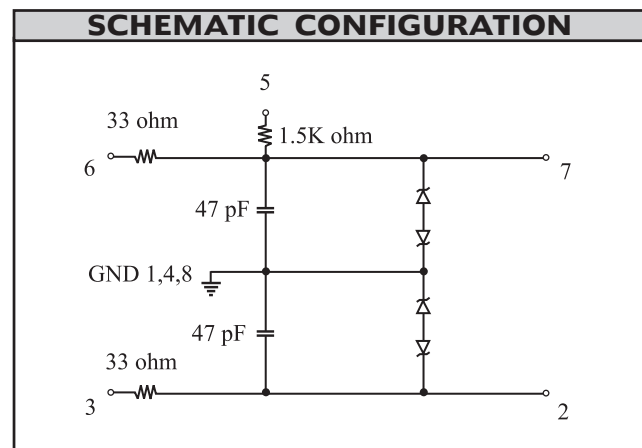 SCHEMATIC CONFIGURATION
5
33 ohm
1.5K ohm
6
7
47 pF
GND 1,4,8
47 pF
33 ohm
3
2